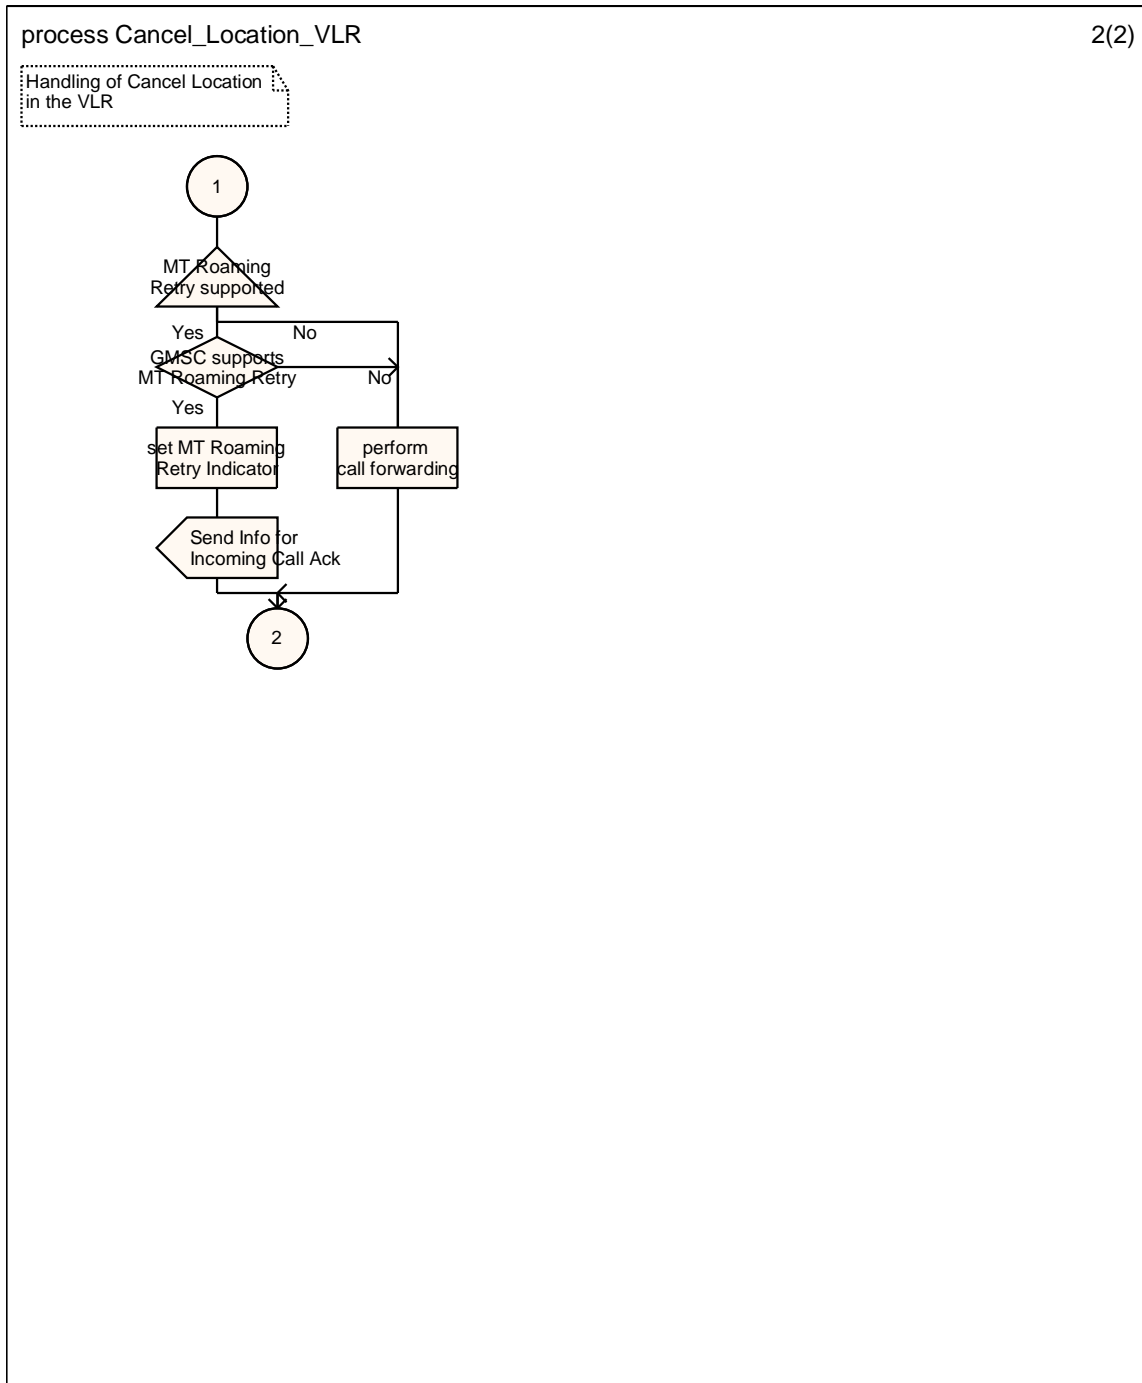 process Cancel_Location_VLR
2(2)
Handling of Cancel Location
in the VLR
1
MT Roaming
Retry supported
Yes
No
GMSC supports
MT Roaming Retry
No
Yes
set MT Roaming
Retry Indicator
perform
call forwarding
Send Info for
Incoming Call Ack
2